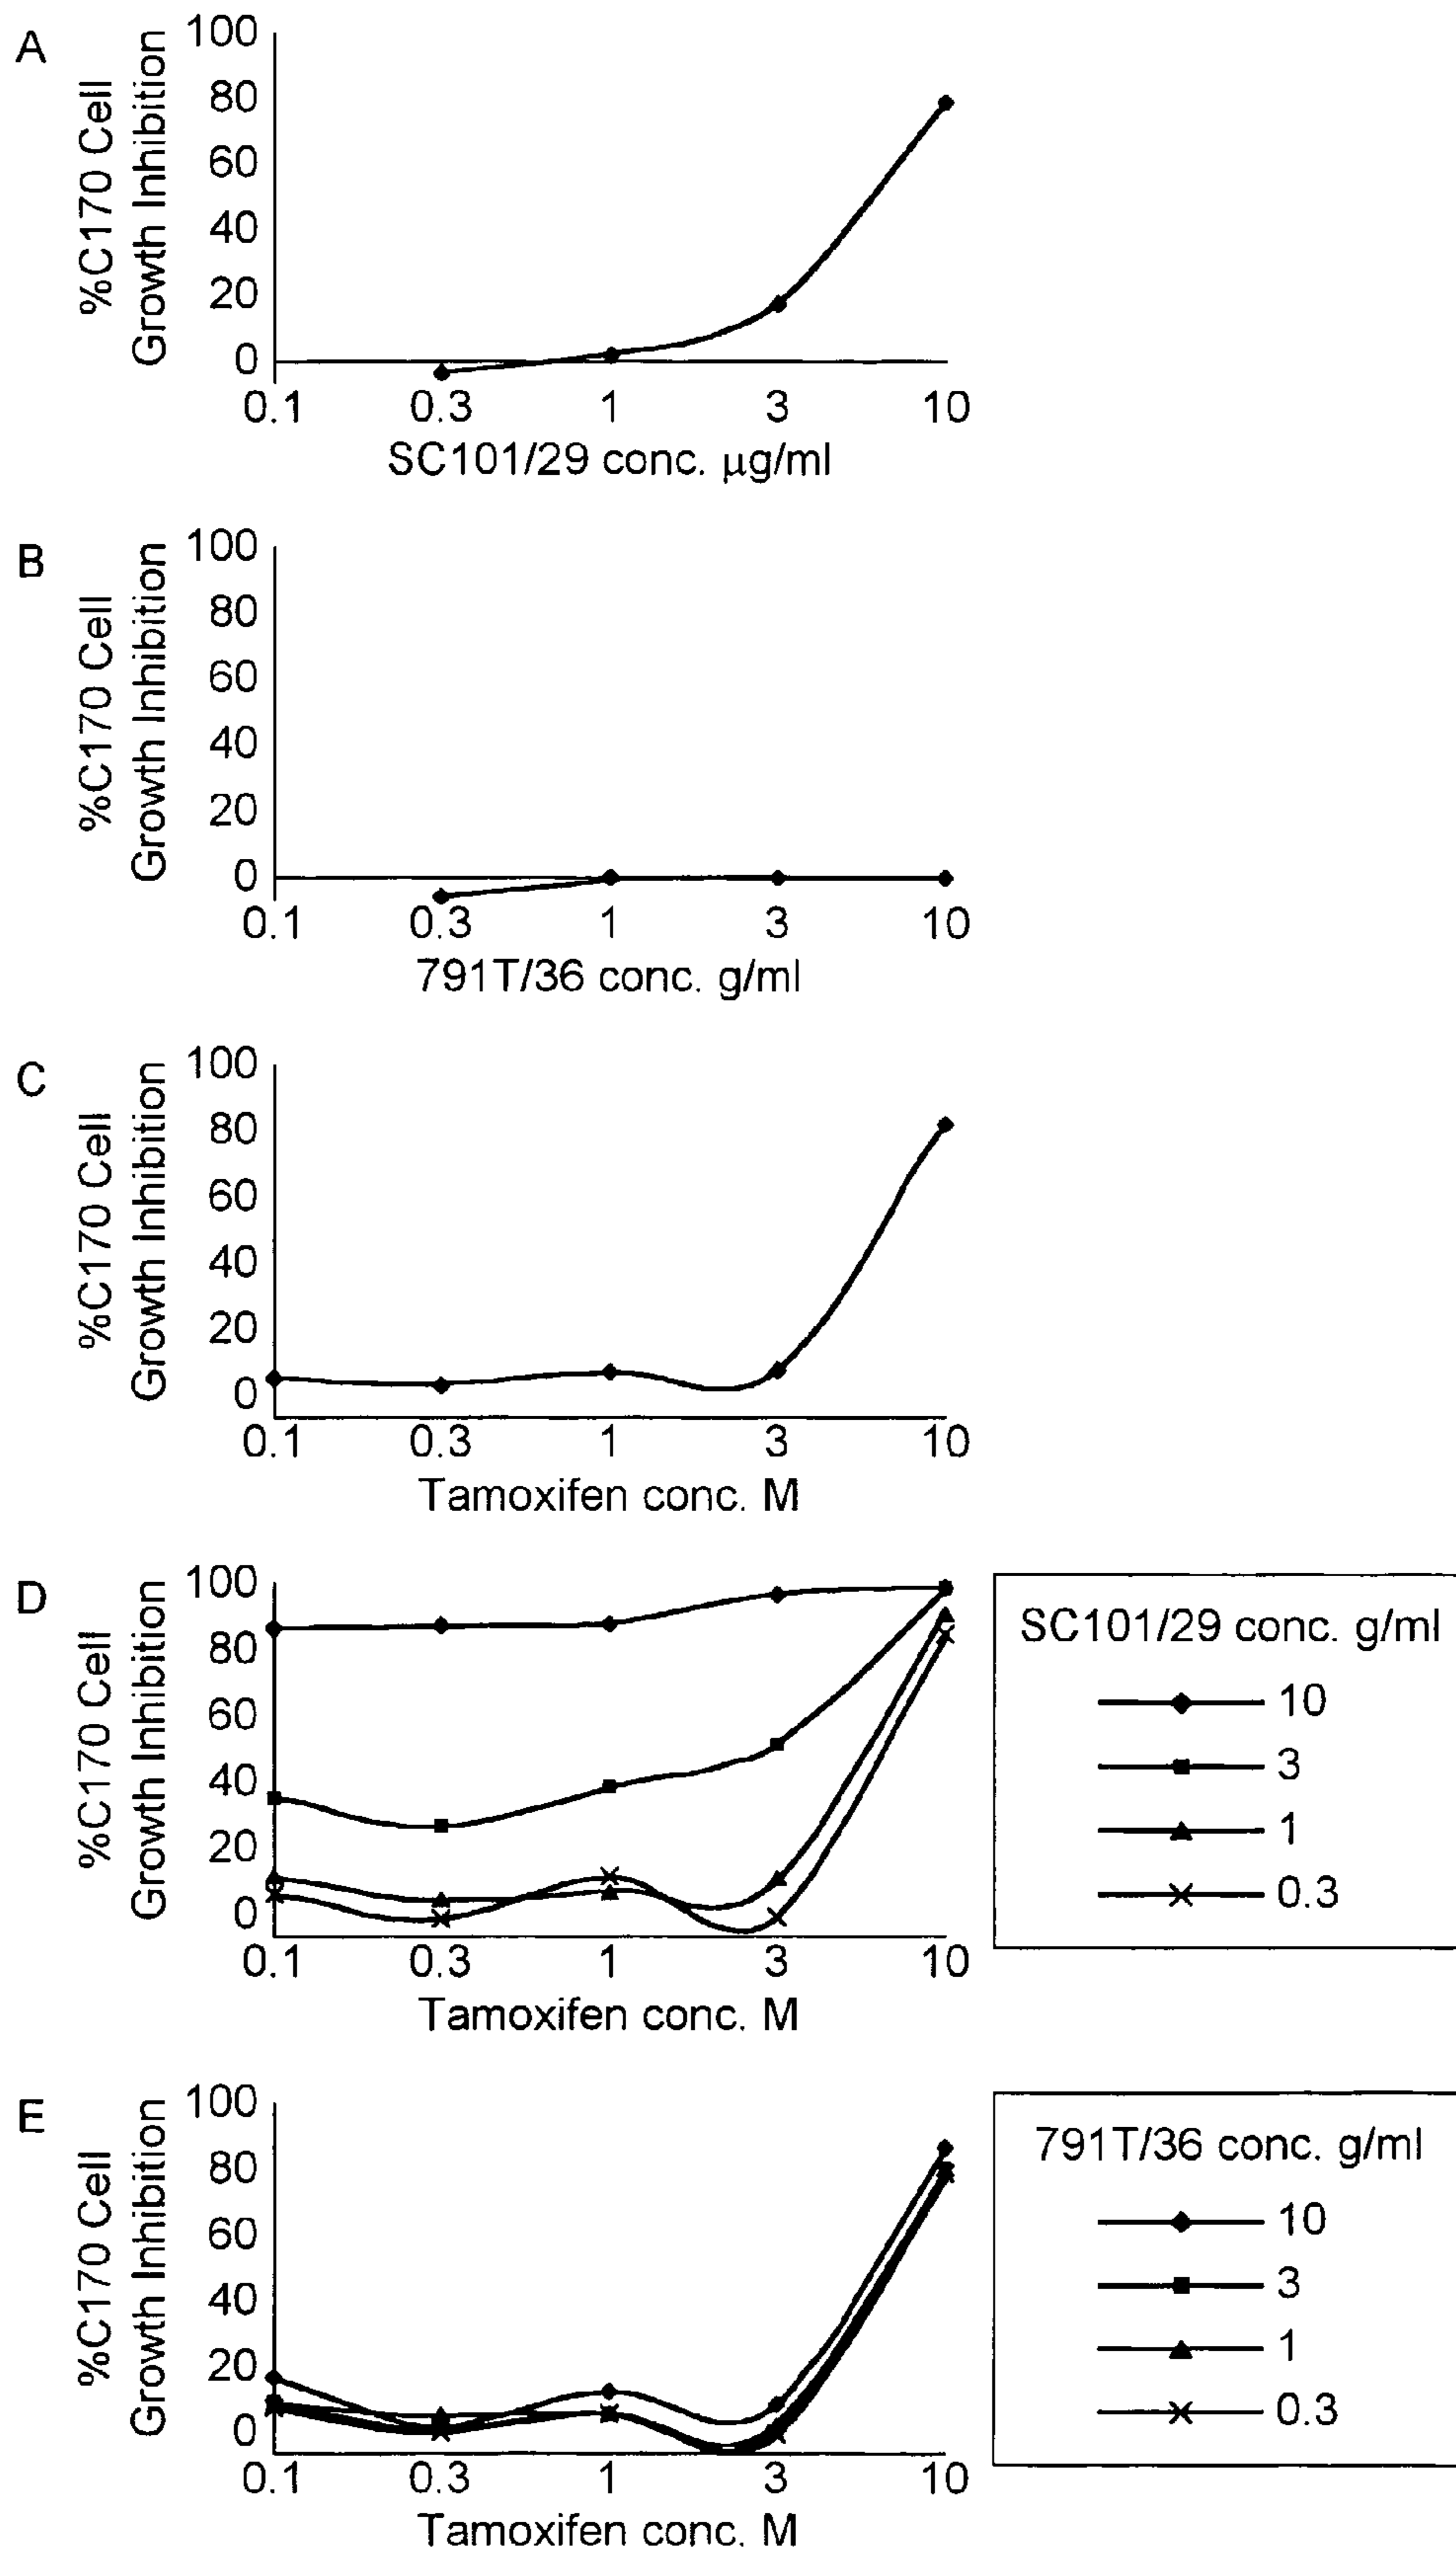 A
%C170 Cell
Growth Inhibition
100
80
60
40
20
0
0.1 0.3 1 3 10
SC101/29 conc. μg/ml
B
%C170 Cell
Growth Inhibition
100
80
60
40
20
0
0.1 0.3 1 3 10
791T/36 conc. g/ml
C
%C170 Cell
Growth Inhibition
100
80
60
40
20
0
0.1 0.3 1 3 10
Tamoxifen conc. M
D
%C170 Cell
Growth Inhibition
100
80
60
40
20
0
0.1 0.3 1 3 10
Tamoxifen conc. M
SC101/29 conc. g/ml
10
3
1
0.3
E
%C170 Cell
Growth Inhibition
100
80
60
40
20
0
0.1 0.3 1 3 10
Tamoxifen conc. M
791T/36 conc. g/ml
10
3
1
0.3